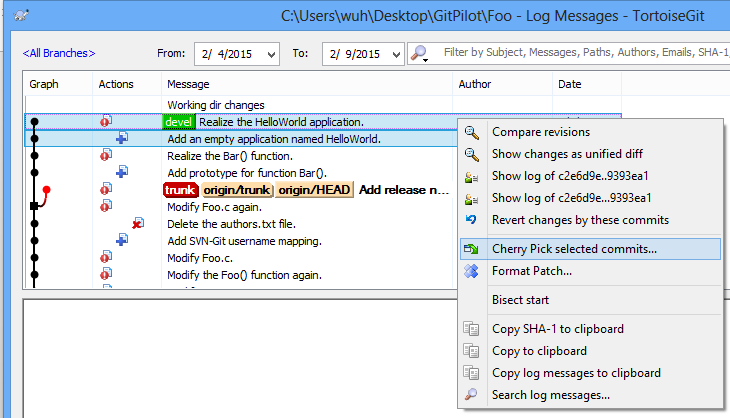 C:\Users\wuh\Desktop\GitPilot\Foo - Log Messages - TortoiseGit
<All Branches> From: 2/ 4/2015 To: 2/ 9/2015 Filter by Subject, Messages, Paths, Authors, Emails, SHA-1,
Graph Actions Message Author Date
Working dir changes
devel Realize the HelloWorld application.
Add an empty application named HelloWorld.
Realize the Bar() function.
Add prototype for function Bar().
trunk origin/trunk origin/HEAD Add release n...
Modify Foo.c again.
Delete the authors.txt file.
Add SVN-Git username mapping.
Modify Foo.c.
Modify the Foo() function again.
Compare revisions
Show changes as unified diff
Show log of c2e6d9e...9393ea1
Show log of c2e6d9e...9393ea1
Revert changes by these commits
Cherry Pick selected commits...
Format Patch...
Bisect start
Copy SHA-1 to clipboard
Copy to clipboard
Copy log messages to clipboard
Search log messages...